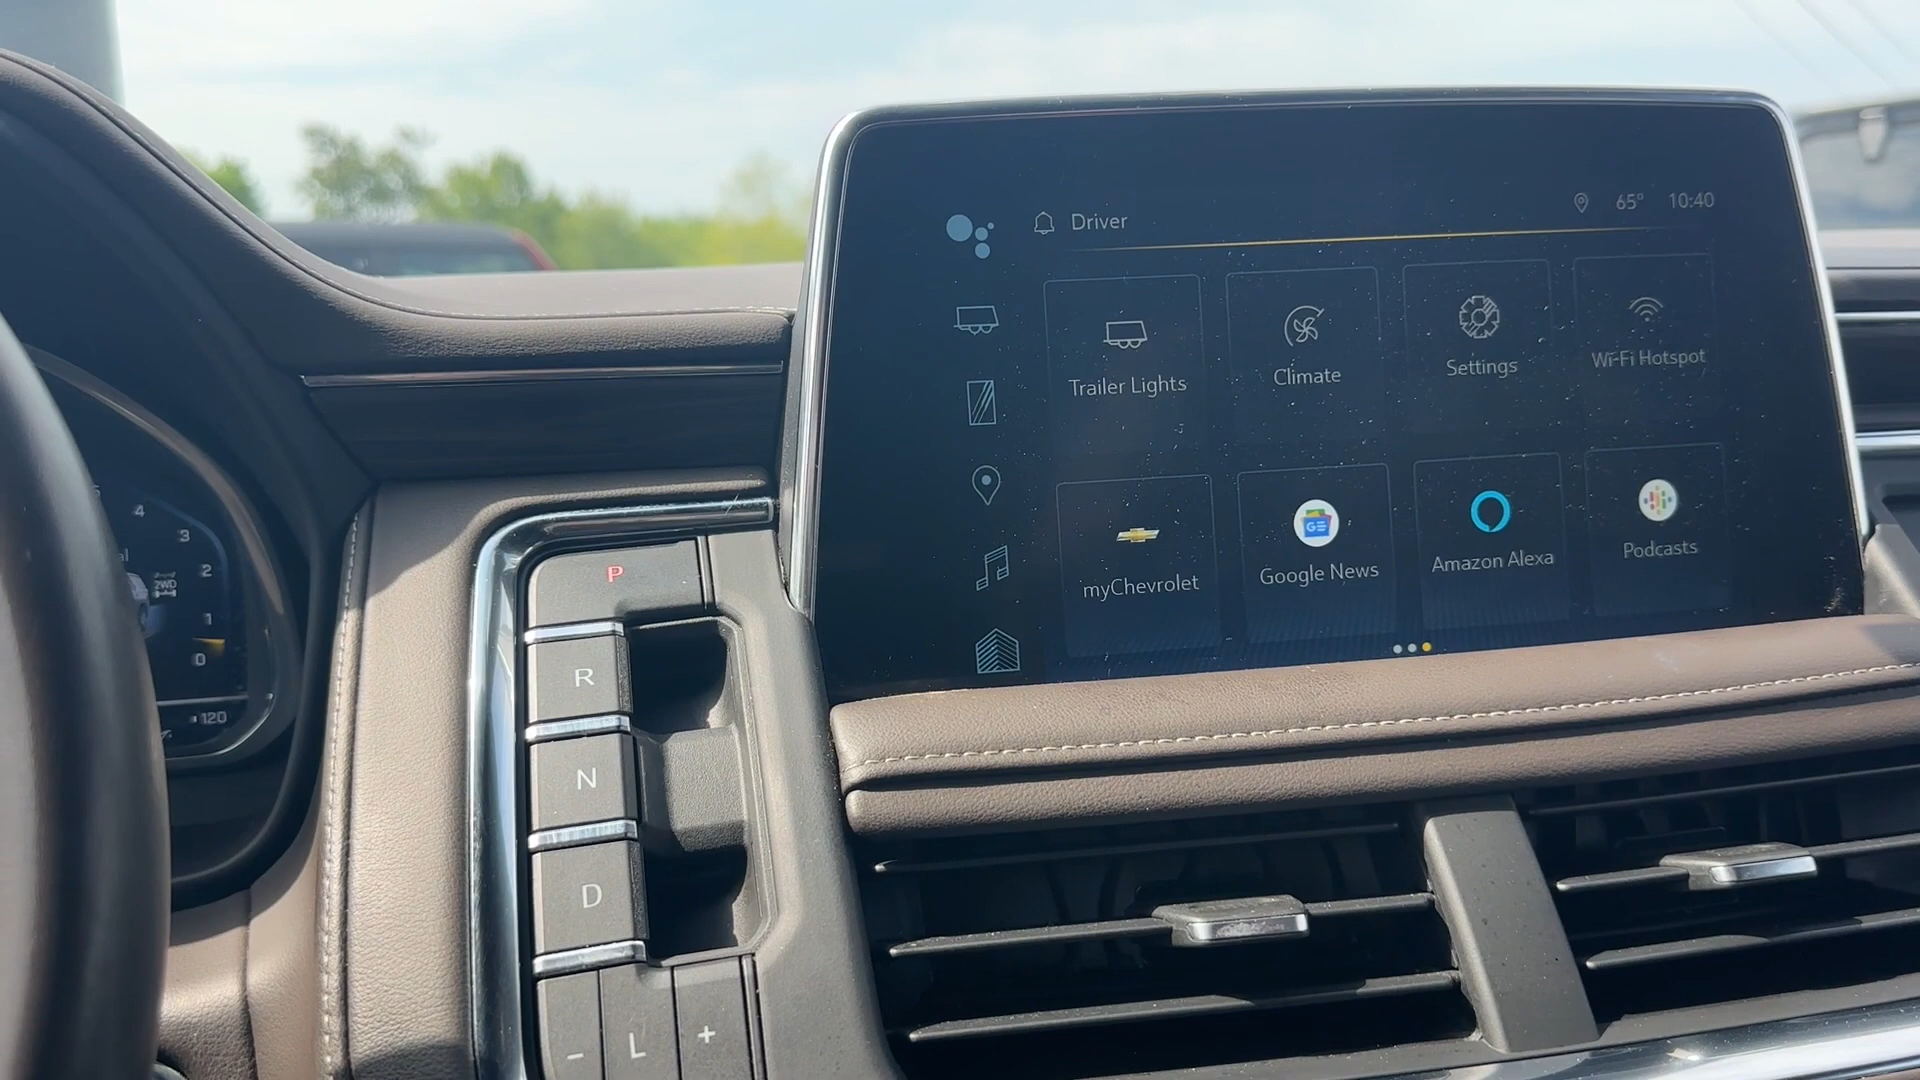 Driver
65° 10:40
Trailer Lights
Climate
Settings
Wi-Fi Hotspot
myChevrolet
GE
Google News
Amazon Alexa
Podcasts
4
3
2
2WD
1
0
120
P
R
N
D
− L +